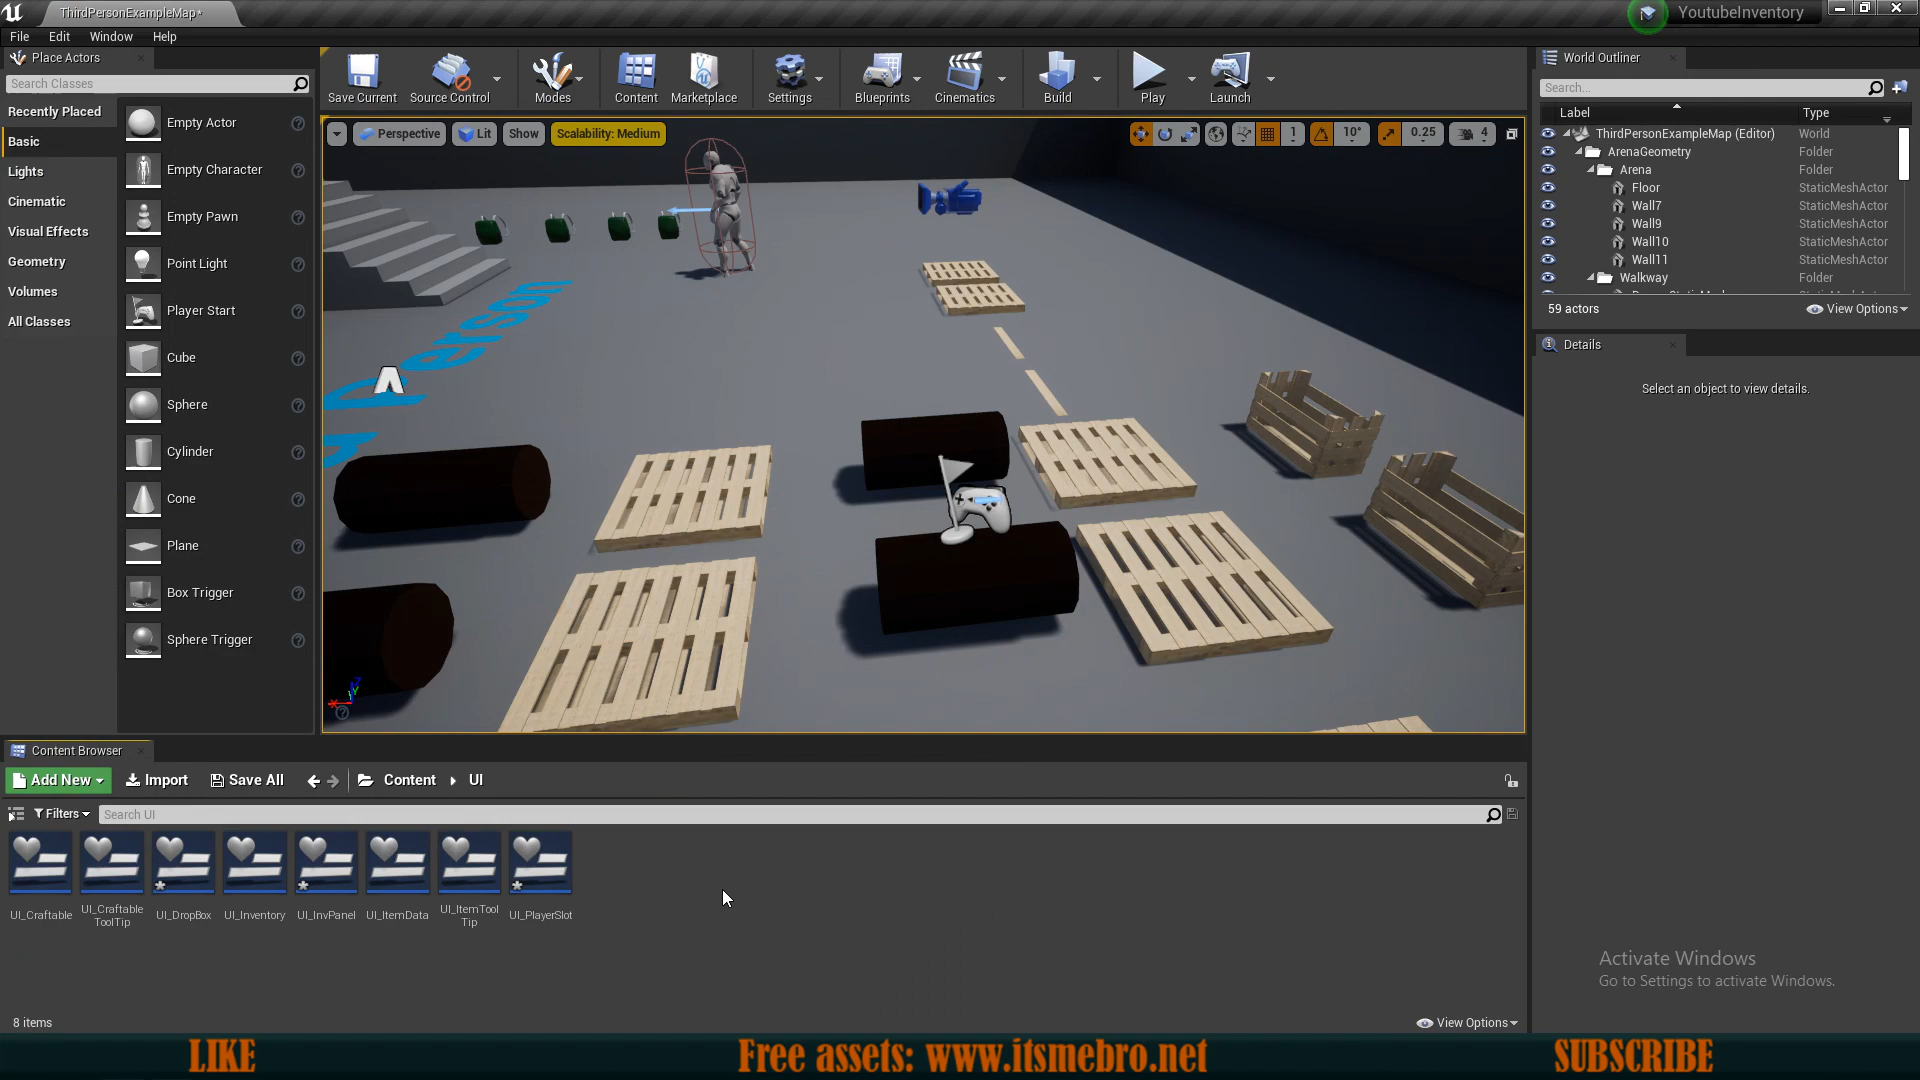 ThirdPersonExampleMap*
YoutubeInventory
File Edit Window Help
Place Actors
Search Classes
Recently Placed
Basic
Lights
Cinematic
Visual Effects
Geometry
Volumes
All Classes
Empty Actor
Empty Character
Empty Pawn
Point Light
Player Start
Cube
Sphere
Cylinder
Cone
Plane
Box Trigger
Sphere Trigger
Save Current Source Control Modes Content Marketplace Settings Blueprints Cinematics Build Play Launch
Perspective Lit Show Scalability: Medium 1 10° 0.25 4
World Outliner
Search...
Label Type
ThirdPersonExampleMap (Editor) World
ArenaGeometry Folder
Arena Folder
Floor StaticMeshActor
Wall7 StaticMeshActor
Wall9 StaticMeshActor
Wall10 StaticMeshActor
Wall11 StaticMeshActor
Walkway Folder
59 actors View Options
Details
Select an object to view details.
Content Browser
Add New Import Save All Content UI
Filters Search UI
UI_Craftable
UI_Craftable
ToolTip
UI_DropBox
UI_Inventory
UI_InvPanel
UI_ItemData
UI_ItemTool
Tip
UI_PlayerSlot
8 items View Options
Activate Windows
Go to Settings to activate Windows.
LIKE Free assets: www.itsmebro.net SUBSCRIBE